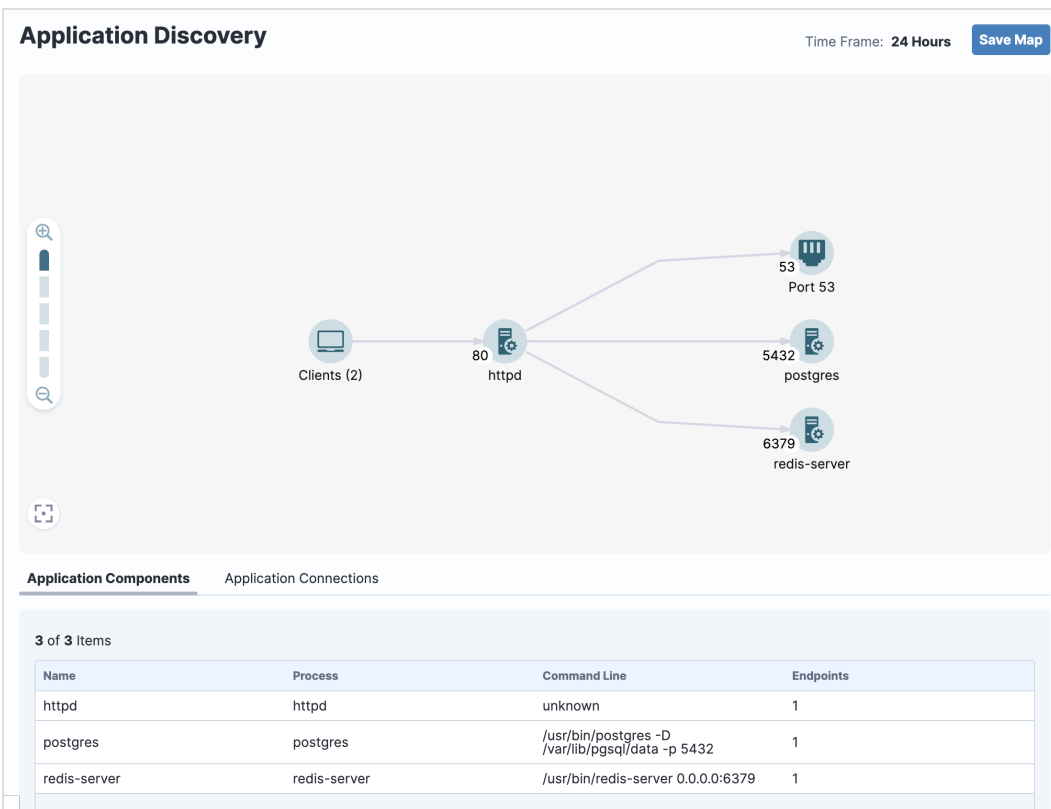 Application Discovery
Time Frame: 24 Hours
Save Map
53
Port 53
Clients (2)
80
httpd
5432
postgres
6379
redis-server
Application Components
Application Connections
3 of 3 Items
Name Process Command Line Endpoints
httpd httpd unknown 1
postgres postgres /usr/bin/postgres -D
/var/lib/pgsql/data -p 5432 1
redis-server redis-server /usr/bin/redis-server 0.0.0.0:6379 1